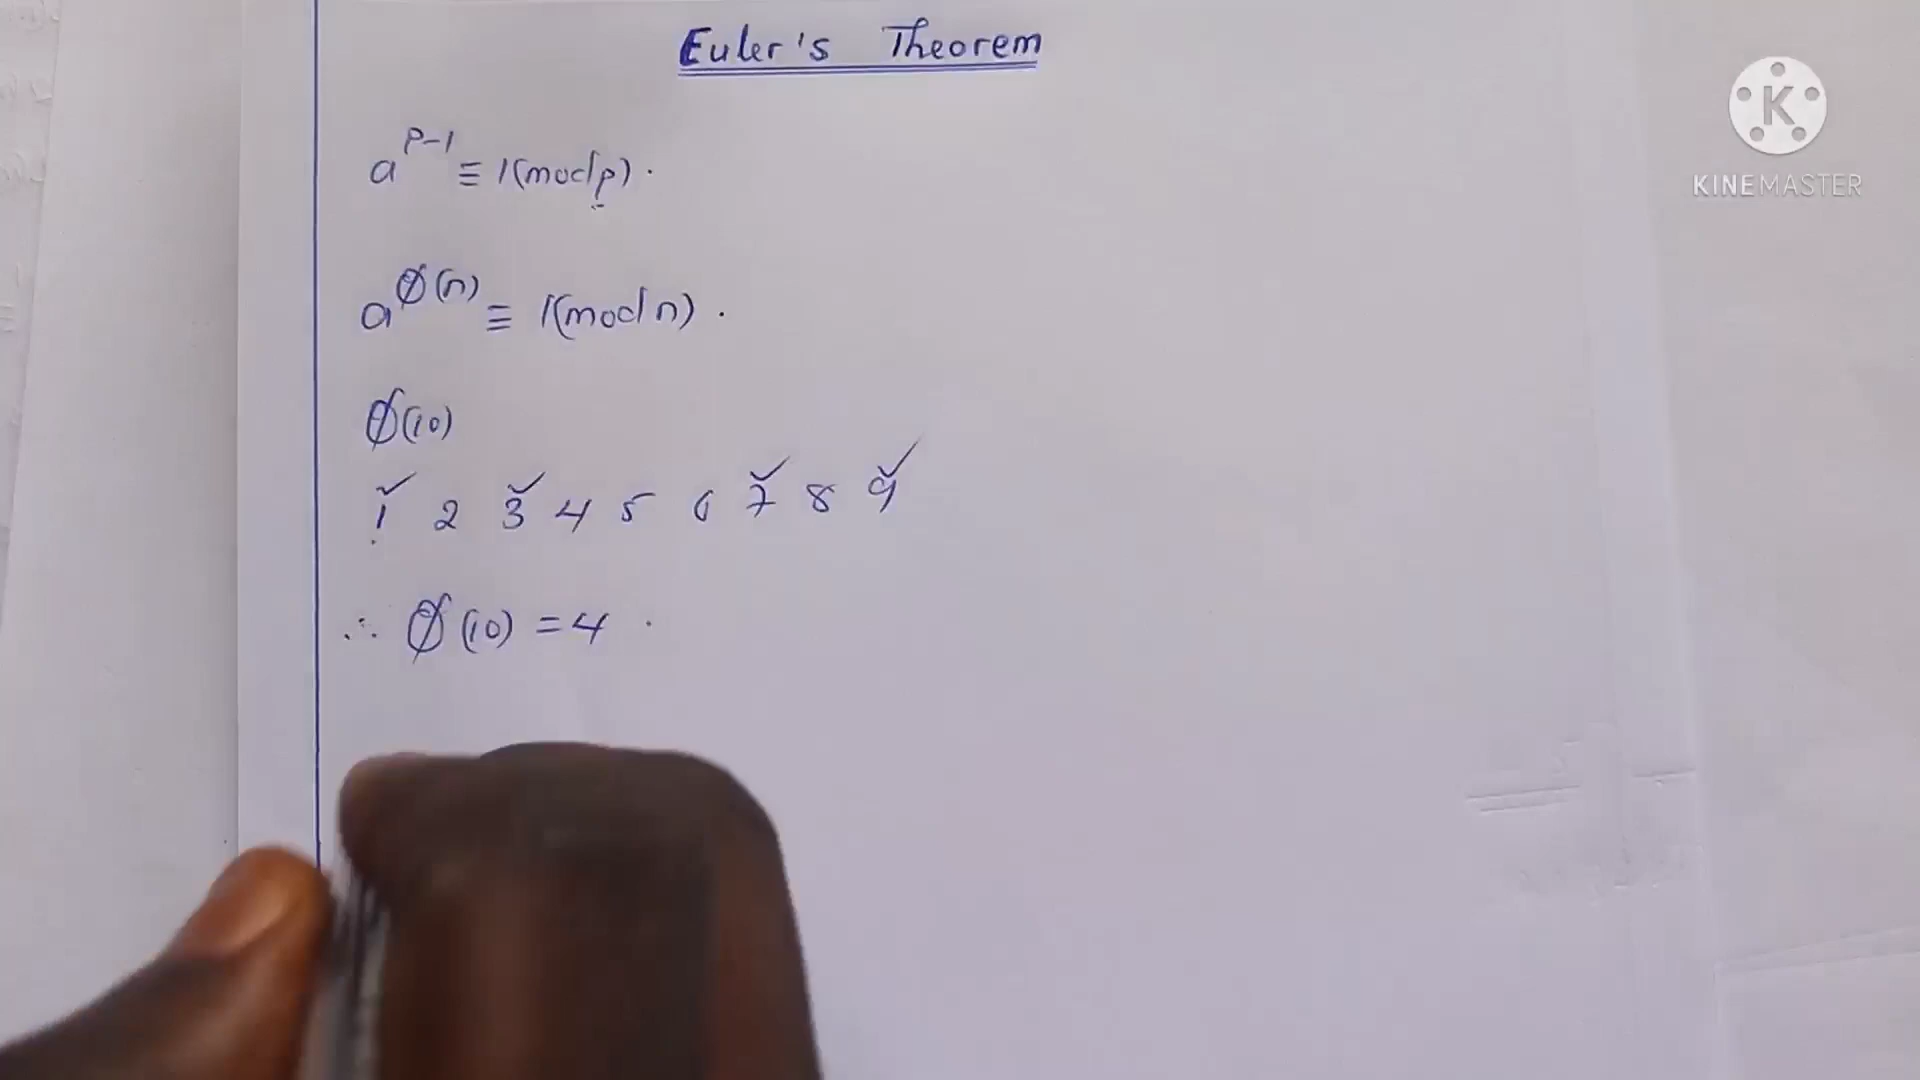 Euler's Theorem
K
KINEMASTER
a^{p-1} ≡ 1(mod p).
a^{∅(n)} ≡ 1(mod n).
∅(10)
1 2 3 4 5 6 7 8 9
∴ ∅(10) = 4.